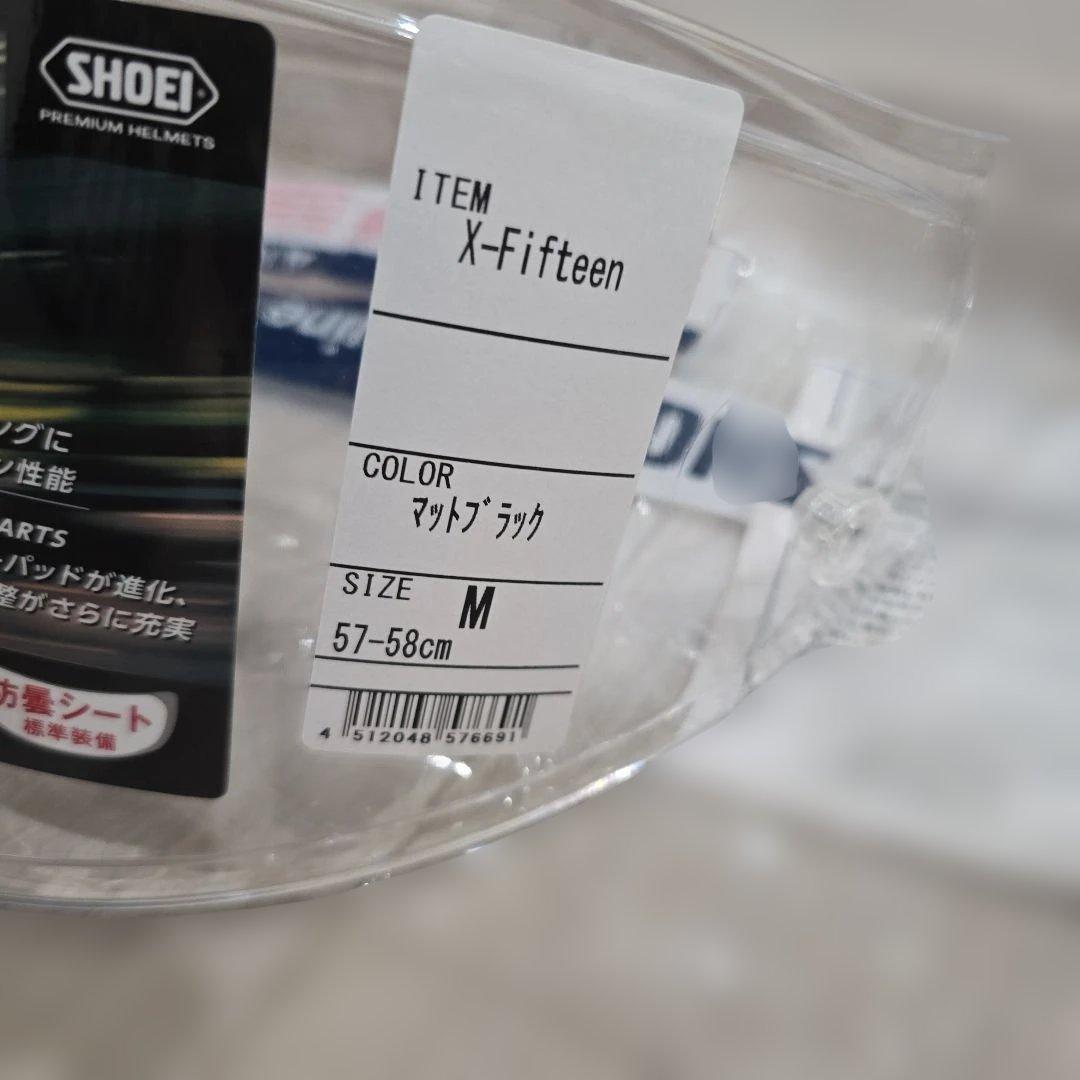 SHOEI
PREMIUM HELMETS
ングに
ン性能
ARTS
パッドが進化、
整がさらに充実
防曇シート
標準装備
ITEM
X-Fifteen
COLOR
ﾏｯﾄﾌﾞﾗｯｸ
SIZE
M
57-58cm
4 512048 576691
line